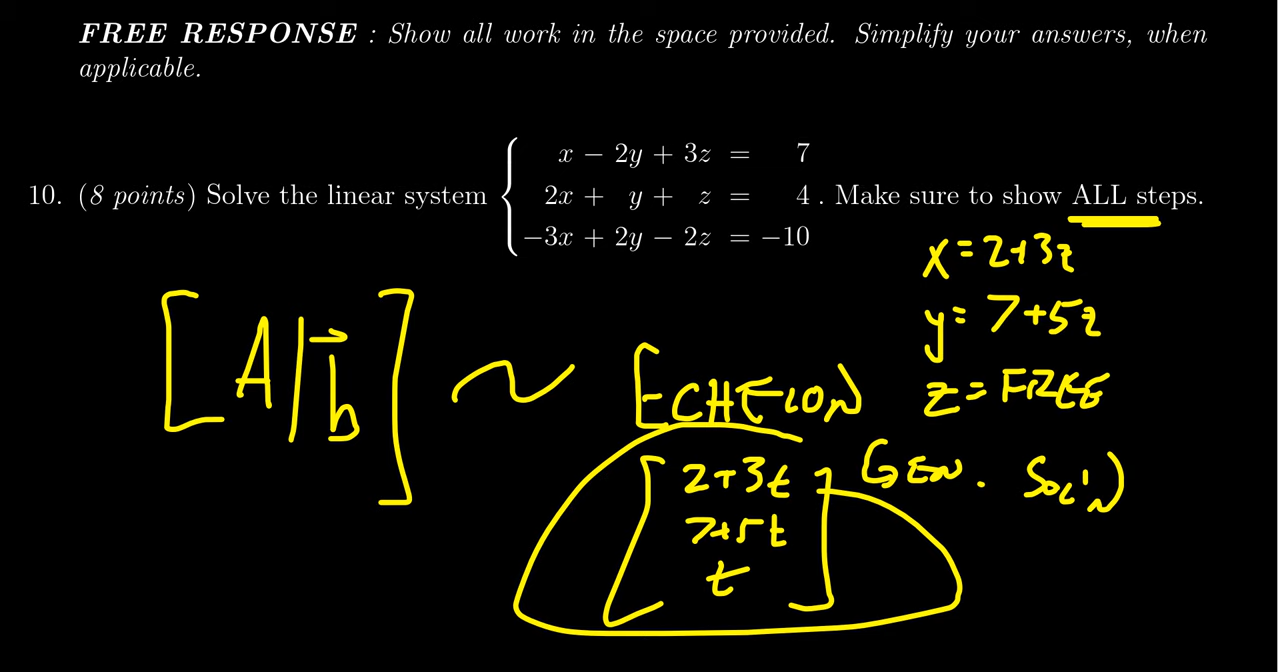 FREE RESPONSE : Show all work in the space provided. Simplify your answers, when
applicable.
x − 2y + 3z = 7
10. (8 points) Solve the linear system { 2x + y + z = 4 . Make sure to show ALL steps.
−3x + 2y − 2z = −10
x = 2+3z
y = 7+5z
z = FREE
[A|b⃗] ~ [ECHELON
GEN. SOL'N
[2+3t
7+5t
t]